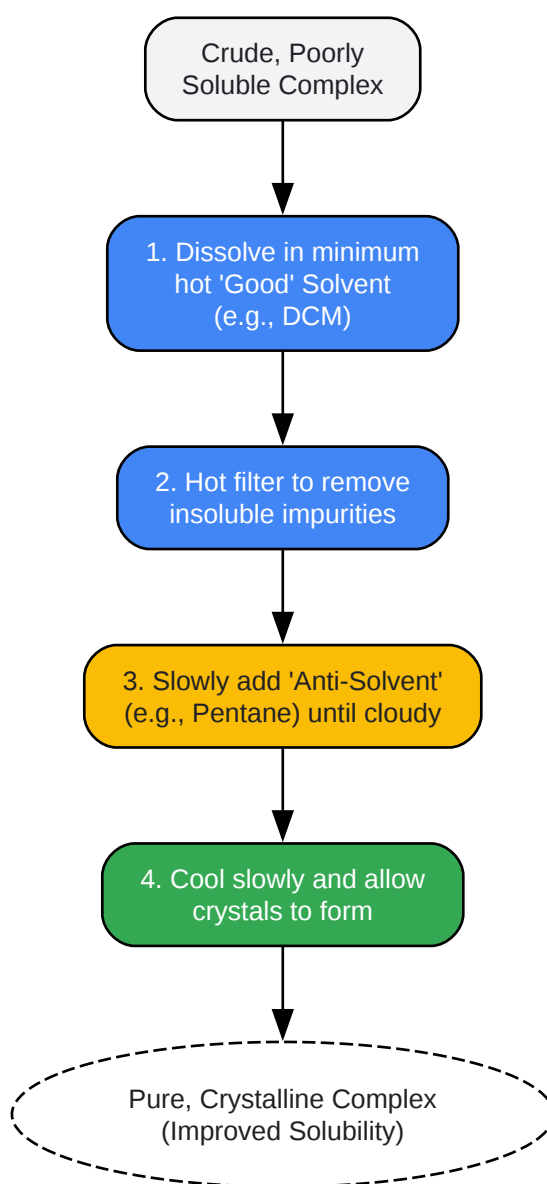 Crude, Poorly
Soluble Complex
1. Dissolve in minimum
hot 'Good' Solvent
(e.g., DCM)
2. Hot filter to remove
insoluble impurities
3. Slowly add 'Anti-Solvent'
(e.g., Pentane) until cloudy
4. Cool slowly and allow
crystals to form
Pure, Crystalline Complex
(Improved Solubility)